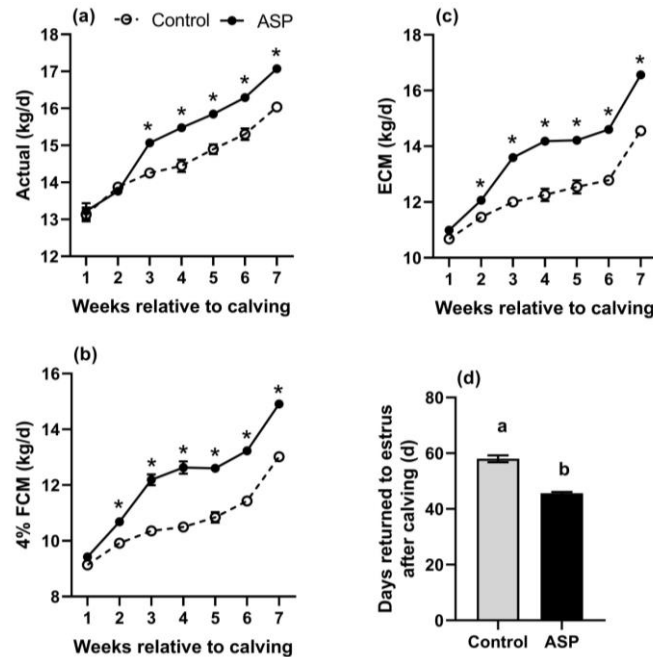 (a) Control ASP
Actual (kg/d)
18
17
16
15
14
13
12
* * * * *
1 2 3 4 5 6 7
Weeks relative to calving
(c)
ECM (kg/d)
18
16
14
12
10
* * * * * *
1 2 3 4 5 6 7
Weeks relative to calving
(b)
4% FCM (kg/d)
16
14
12
10
8
* * * * * *
1 2 3 4 5 6 7
Weeks relative to calving
(d)
Days returned to estrus
after calving (d)
80
60
40
20
0
a
b
Control ASP